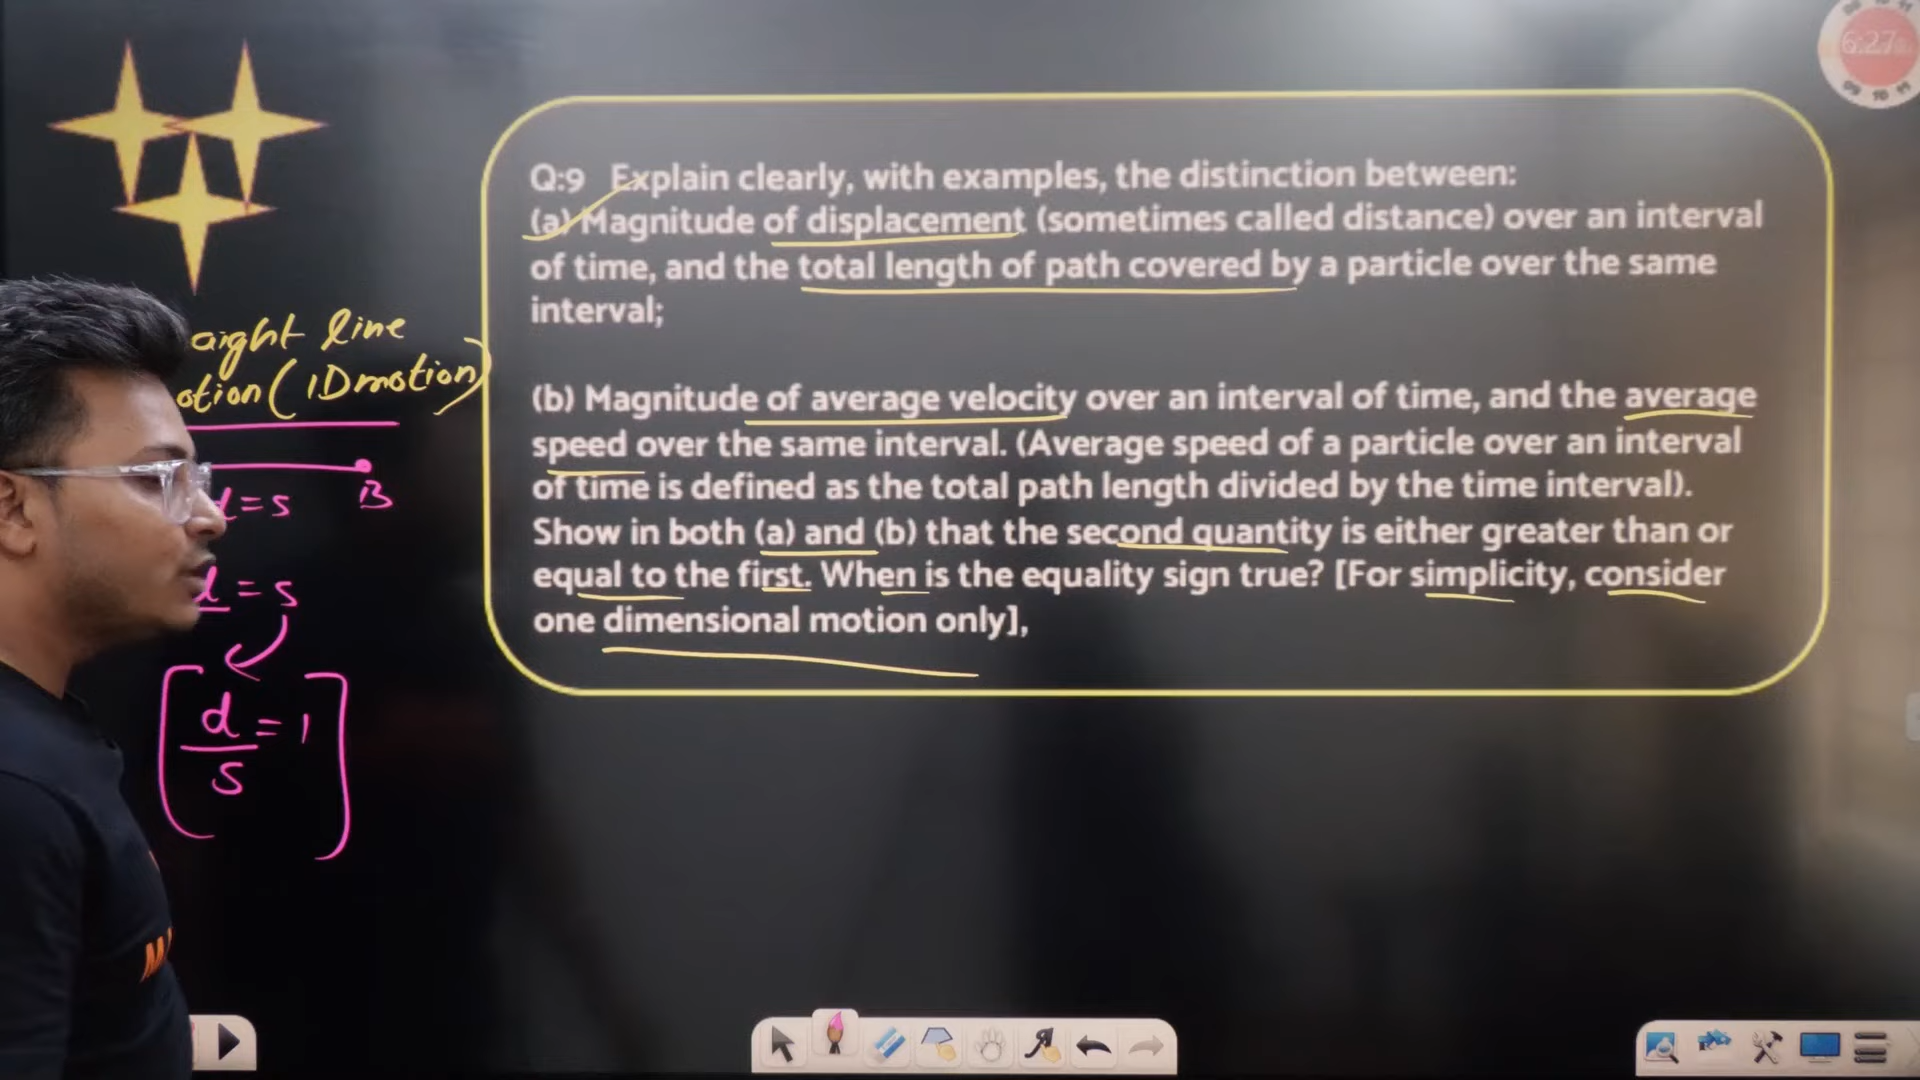 6:27
Q:9 Explain clearly, with examples, the distinction between:
(a) Magnitude of displacement (sometimes called distance) over an interval
of time, and the total length of path covered by a particle over the same
interval;
(b) Magnitude of average velocity over an interval of time, and the average
speed over the same interval. (Average speed of a particle over an interval
of time is defined as the total path length divided by the time interval).
Show in both (a) and (b) that the second quantity is either greater than or
equal to the first. When is the equality sign true? [For simplicity, consider
one dimensional motion only],
aight line
otion (1D motion)
d = s B
d = s
d/s = 1
M